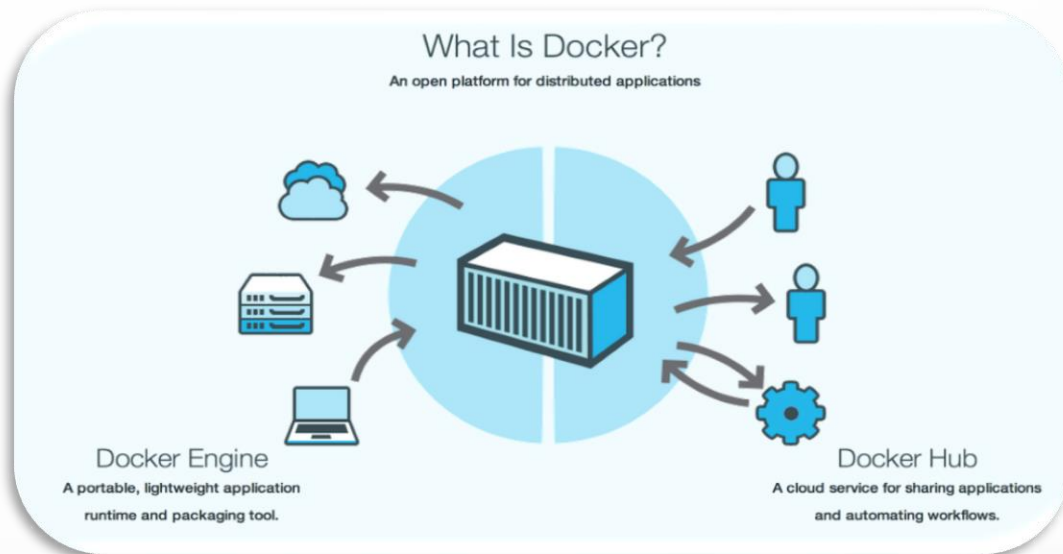 What Is Docker?
An open platform for distributed applications
Docker Engine
A portable, lightweight application
runtime and packaging tool.
Docker Hub
A cloud service for sharing applications
and automating workflows.